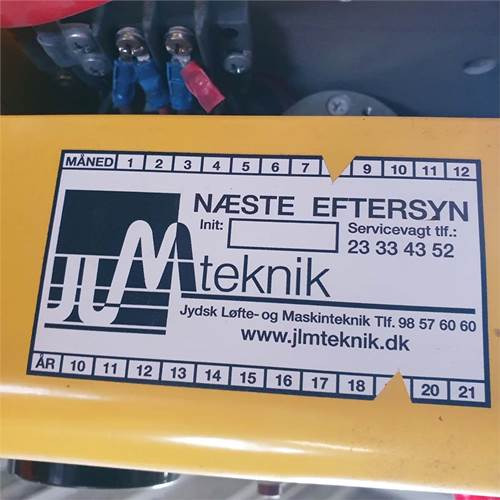 MÅNED 1 2 3 4 5 6 7 9 10 11 12
NÆSTE EFTERSYN
Init: Servicevagt tlf.:
23 33 43 52
JLM teknik
Jydsk Løfte- og Maskinteknik Tlf. 98 57 60 60
www.jlmteknik.dk
ÅR 10 11 12 13 14 15 16 17 18 20 21